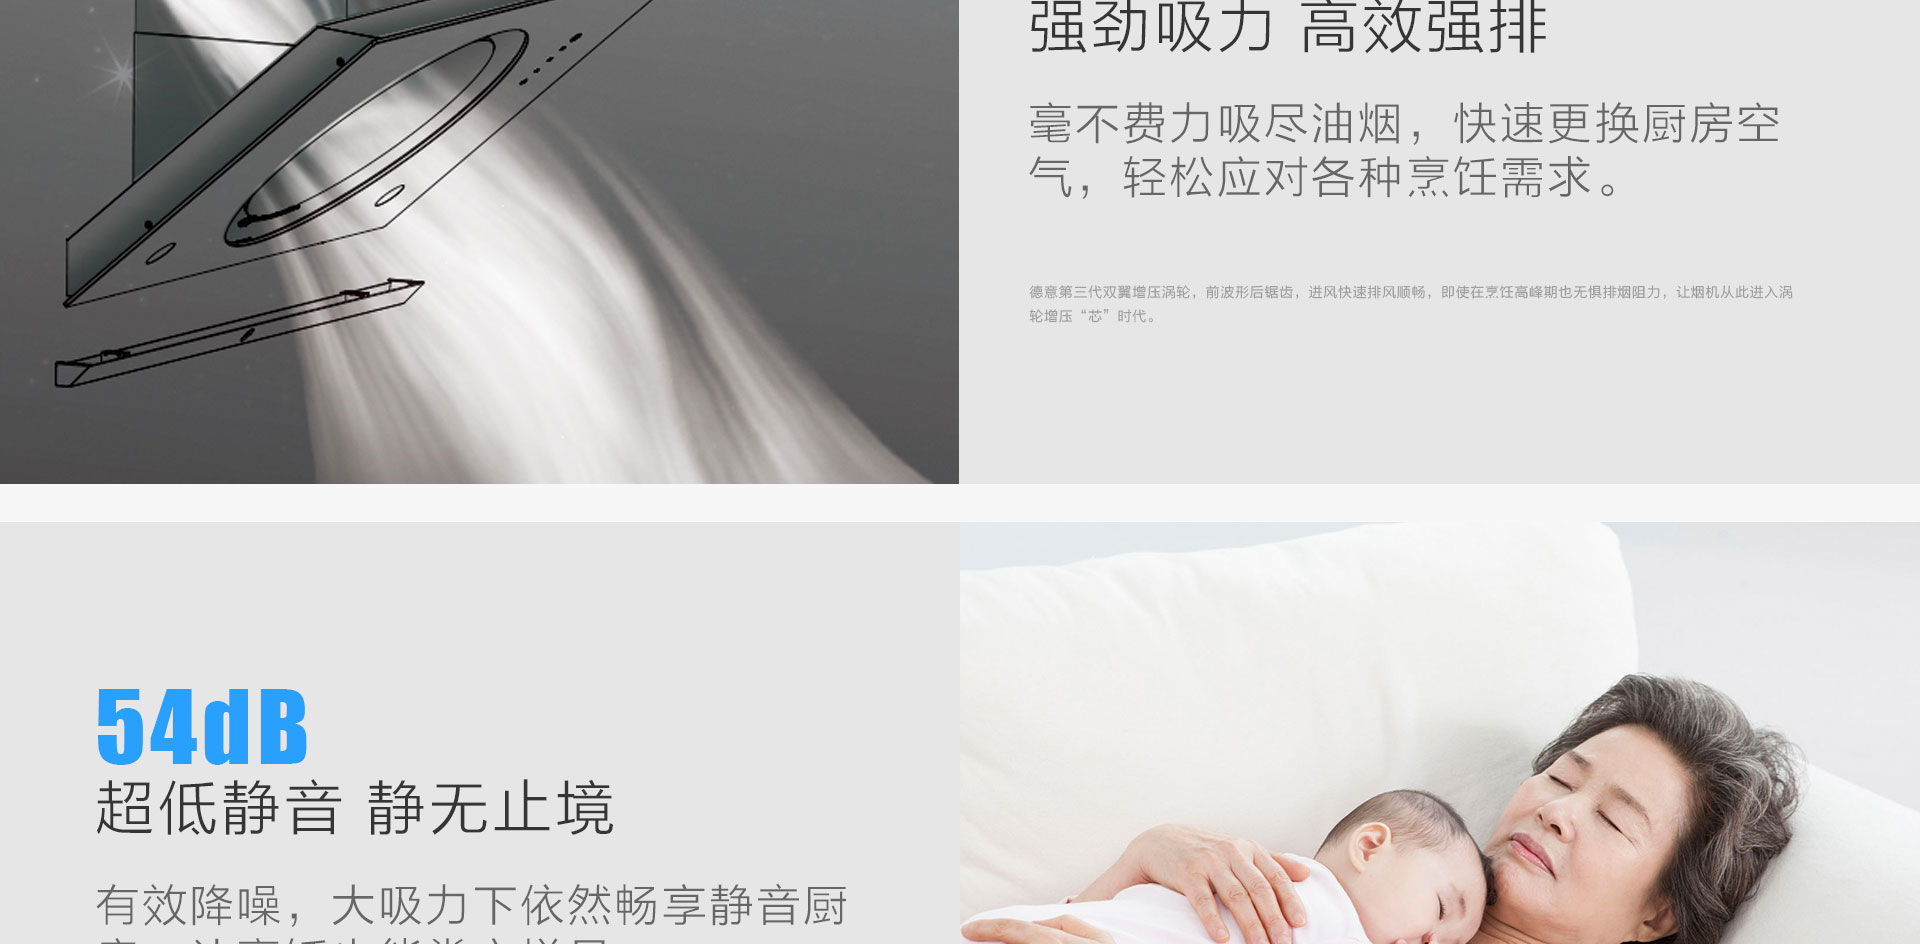 强劲吸力 高效强排
毫不费力吸尽油烟，快速更换厨房空
气，轻松应对各种烹饪需求。
德意第三代双翼增压涡轮，前波形后锯齿，进风快速排风顺畅，即使在烹饪高峰期也无惧排烟阻力，让烟机从此进入涡
轮增压“芯”时代。
54dB
超低静音 静无止境
有效降噪，大吸力下依然畅享静音厨